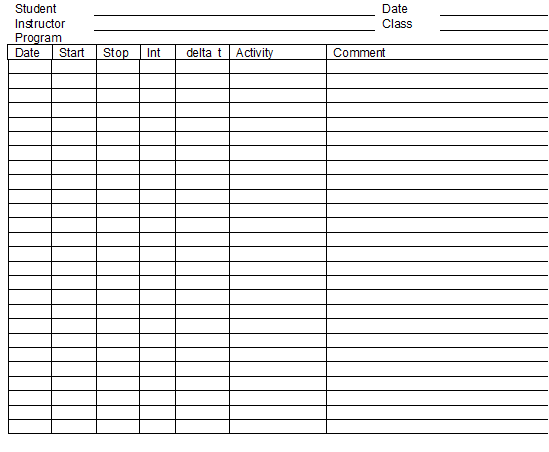 Student Date
Instructor Class
Program
Date Start Stop Int delta t Activity Comment